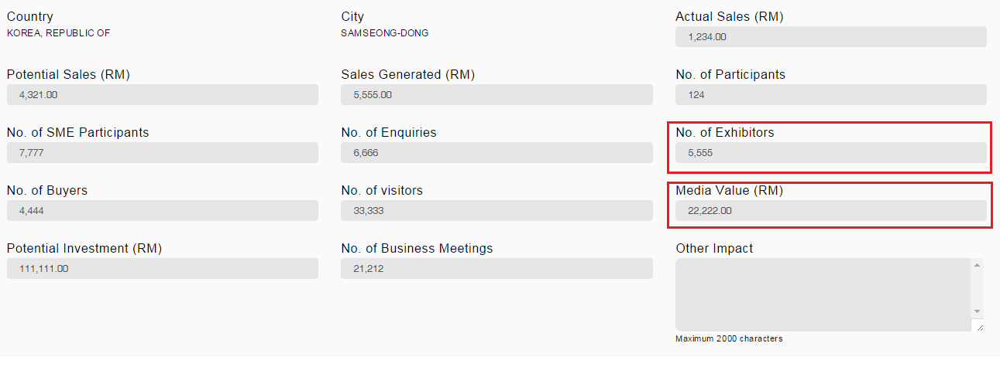 Country
KOREA, REPUBLIC OF
City
SAMSEONG-DONG
Actual Sales (RM)
1,234.00
Potential Sales (RM)
4,321.00
Sales Generated (RM)
5,555.00
No. of Participants
124
No. of SME Participants
7,777
No. of Enquiries
6,666
No. of Exhibitors
5,555
No. of Buyers
4,444
No. of visitors
33,333
Media Value (RM)
22,222.00
Potential Investment (RM)
111,111.00
No. of Business Meetings
21,212
Other Impact
Maximum 2000 characters